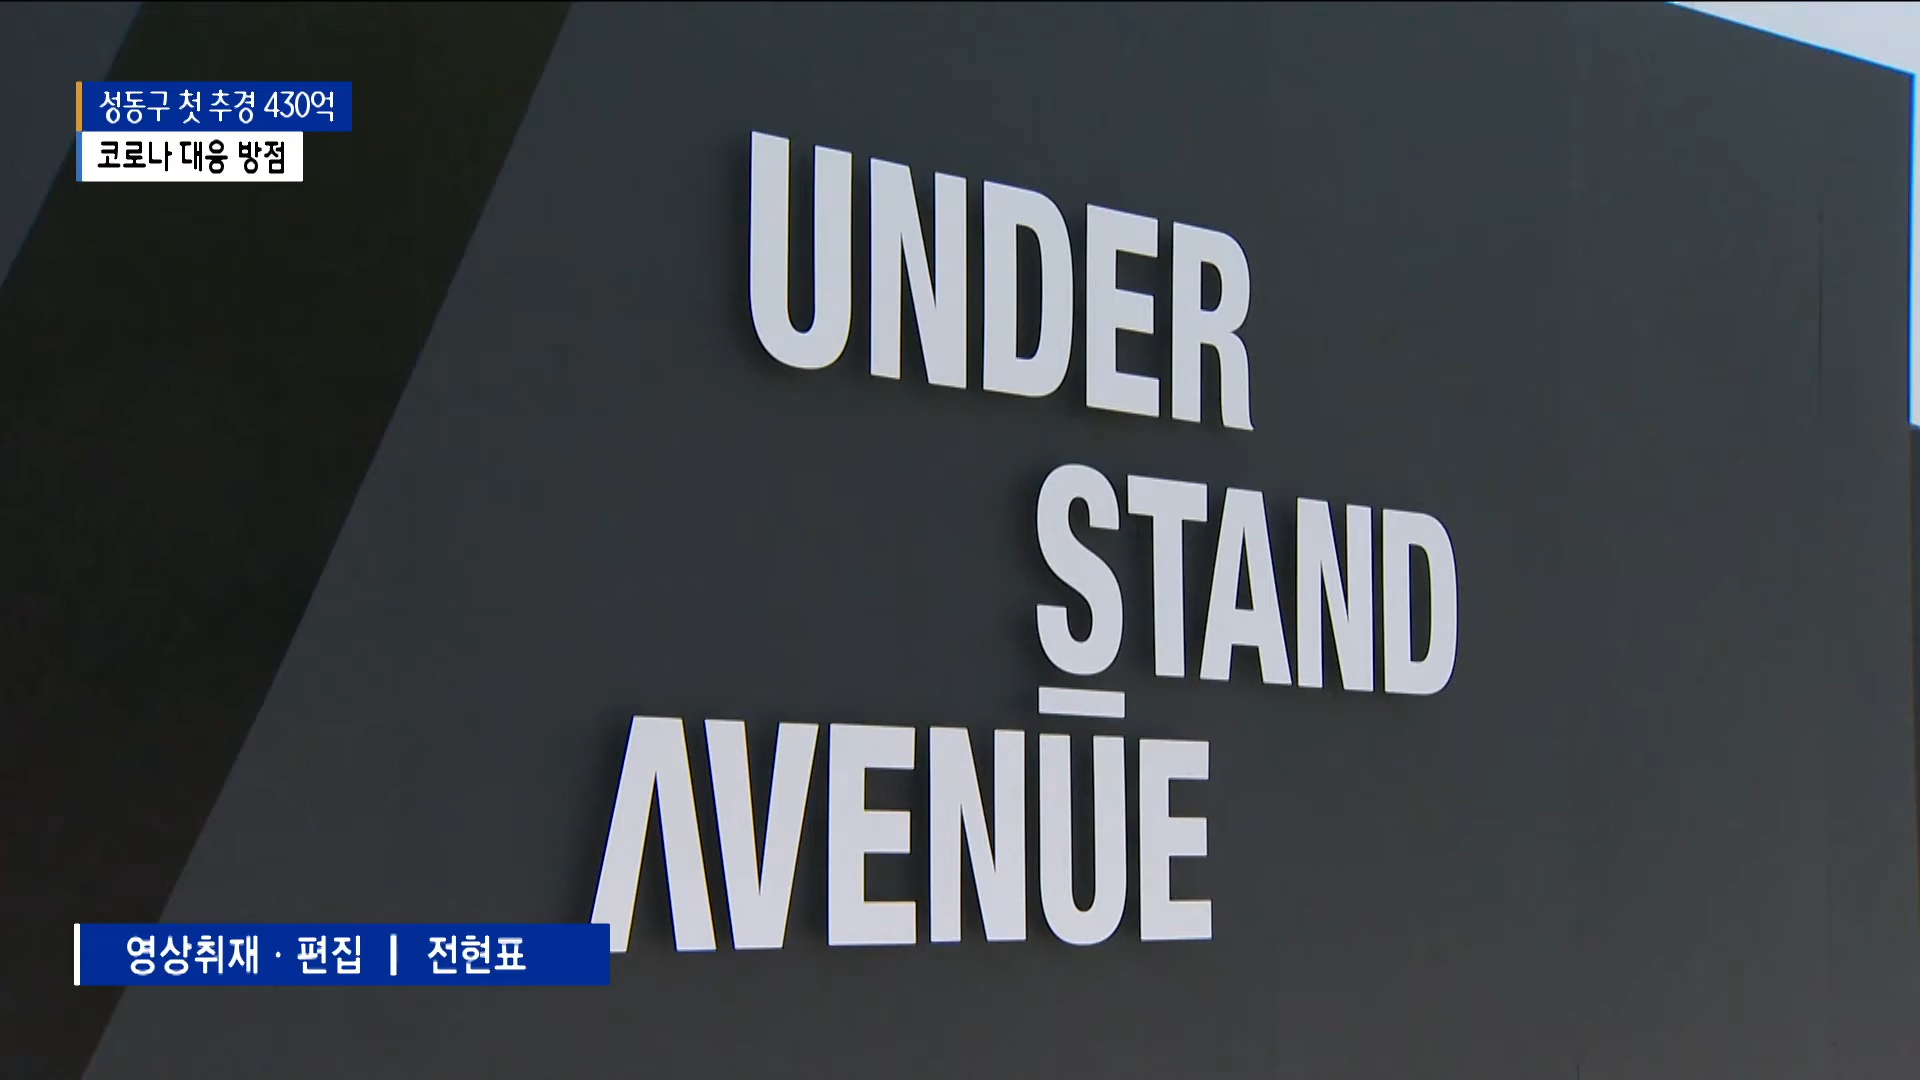 성동구 첫 추경 430억
코로나 대응 방점
UNDER
STAND
AVENUE
영상취재·편집 | 전현표